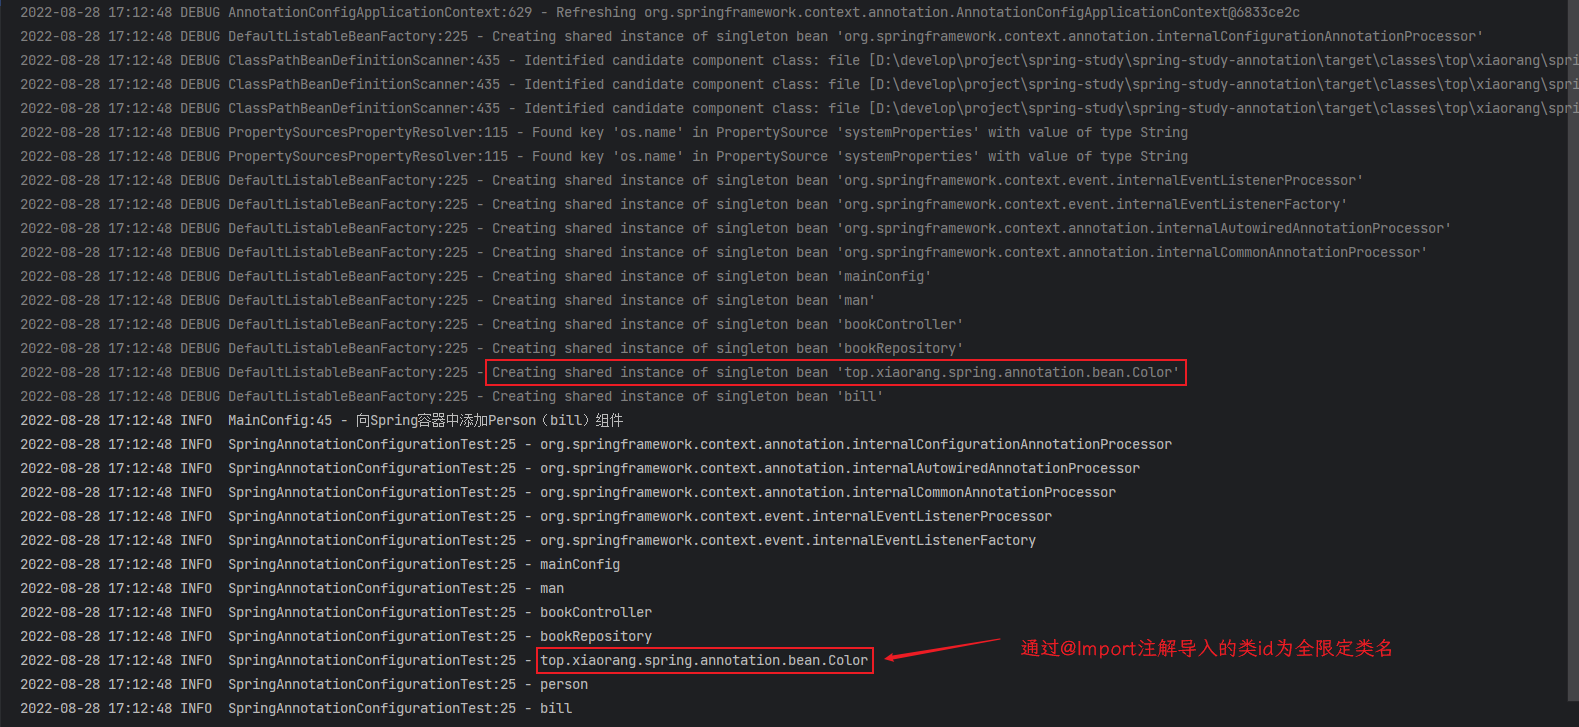 2022-08-28 17:12:48 DEBUG AnnotationConfigApplicationContext:629 - Refreshing org.springframework.context.annotation.AnnotationConfigApplicationContext@6833ce2c
2022-08-28 17:12:48 DEBUG DefaultListableBeanFactory:225 - Creating shared instance of singleton bean 'org.springframework.context.annotation.internalConfigurationAnnotationProcessor'
2022-08-28 17:12:48 DEBUG ClassPathBeanDefinitionScanner:435 - Identified candidate component class: file [D:\develop\project\spring-study\spring-study-annotation\target\classes\top\xiaorang\spri
2022-08-28 17:12:48 DEBUG ClassPathBeanDefinitionScanner:435 - Identified candidate component class: file [D:\develop\project\spring-study\spring-study-annotation\target\classes\top\xiaorang\spri
2022-08-28 17:12:48 DEBUG ClassPathBeanDefinitionScanner:435 - Identified candidate component class: file [D:\develop\project\spring-study\spring-study-annotation\target\classes\top\xiaorang\spri
2022-08-28 17:12:48 DEBUG PropertySourcesPropertyResolver:115 - Found key 'os.name' in PropertySource 'systemProperties' with value of type String
2022-08-28 17:12:48 DEBUG PropertySourcesPropertyResolver:115 - Found key 'os.name' in PropertySource 'systemProperties' with value of type String
2022-08-28 17:12:48 DEBUG DefaultListableBeanFactory:225 - Creating shared instance of singleton bean 'org.springframework.context.event.internalEventListenerProcessor'
2022-08-28 17:12:48 DEBUG DefaultListableBeanFactory:225 - Creating shared instance of singleton bean 'org.springframework.context.event.internalEventListenerFactory'
2022-08-28 17:12:48 DEBUG DefaultListableBeanFactory:225 - Creating shared instance of singleton bean 'org.springframework.context.annotation.internalAutowiredAnnotationProcessor'
2022-08-28 17:12:48 DEBUG DefaultListableBeanFactory:225 - Creating shared instance of singleton bean 'org.springframework.context.annotation.internalCommonAnnotationProcessor'
2022-08-28 17:12:48 DEBUG DefaultListableBeanFactory:225 - Creating shared instance of singleton bean 'mainConfig'
2022-08-28 17:12:48 DEBUG DefaultListableBeanFactory:225 - Creating shared instance of singleton bean 'man'
2022-08-28 17:12:48 DEBUG DefaultListableBeanFactory:225 - Creating shared instance of singleton bean 'bookController'
2022-08-28 17:12:48 DEBUG DefaultListableBeanFactory:225 - Creating shared instance of singleton bean 'bookRepository'
2022-08-28 17:12:48 DEBUG DefaultListableBeanFactory:225 - Creating shared instance of singleton bean 'top.xiaorang.spring.annotation.bean.Color'
2022-08-28 17:12:48 DEBUG DefaultListableBeanFactory:225 - Creating shared instance of singleton bean 'bill'
2022-08-28 17:12:48 INFO  MainConfig:45 - 向Spring容器中添加Person（bill）组件
2022-08-28 17:12:48 INFO  SpringAnnotationConfigurationTest:25 - org.springframework.context.annotation.internalConfigurationAnnotationProcessor
2022-08-28 17:12:48 INFO  SpringAnnotationConfigurationTest:25 - org.springframework.context.annotation.internalAutowiredAnnotationProcessor
2022-08-28 17:12:48 INFO  SpringAnnotationConfigurationTest:25 - org.springframework.context.annotation.internalCommonAnnotationProcessor
2022-08-28 17:12:48 INFO  SpringAnnotationConfigurationTest:25 - org.springframework.context.event.internalEventListenerProcessor
2022-08-28 17:12:48 INFO  SpringAnnotationConfigurationTest:25 - org.springframework.context.event.internalEventListenerFactory
2022-08-28 17:12:48 INFO  SpringAnnotationConfigurationTest:25 - mainConfig
2022-08-28 17:12:48 INFO  SpringAnnotationConfigurationTest:25 - man
2022-08-28 17:12:48 INFO  SpringAnnotationConfigurationTest:25 - bookController
2022-08-28 17:12:48 INFO  SpringAnnotationConfigurationTest:25 - bookRepository
2022-08-28 17:12:48 INFO  SpringAnnotationConfigurationTest:25 - top.xiaorang.spring.annotation.bean.Color
通过@Import注解导入的类id为全限定类名
2022-08-28 17:12:48 INFO  SpringAnnotationConfigurationTest:25 - person
2022-08-28 17:12:48 INFO  SpringAnnotationConfigurationTest:25 - bill